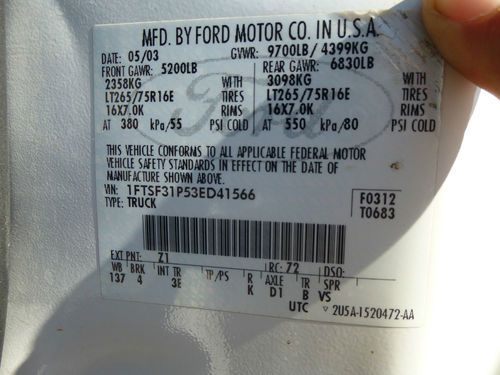 MFD. BY FORD MOTOR CO. IN U.S.A.
DATE: 05/03 GVWR: 9700LB/ 4399KG
FRONT GAWR: 5200LB REAR GAWR: 6830LB
2358KG WITH 3098KG WITH
LT265/75R16E TIRES LT265/75R16E TIRES
16X7.0K RIMS 16X7.0K RIMS
AT 380 kPa/55 PSI COLD AT 550 kPa/80 PSI COLD
Ford
THIS VEHICLE CONFORMS TO ALL APPLICABLE FEDERAL MOTOR
VEHICLE SAFETY STANDARDS IN EFFECT ON THE DATE OF
MANUFACTURE SHOWN ABOVE.
VIN: 1FTSF31P53ED41566 F0312
TYPE: TRUCK T0683
EXT PNT: Z1 RC: 72 DSO:
WB BRK INT TR TP/PS R AXLE TR SPR
137 4 3E K D1 B VS
UTC ▽ 2U5A-1520472-AA